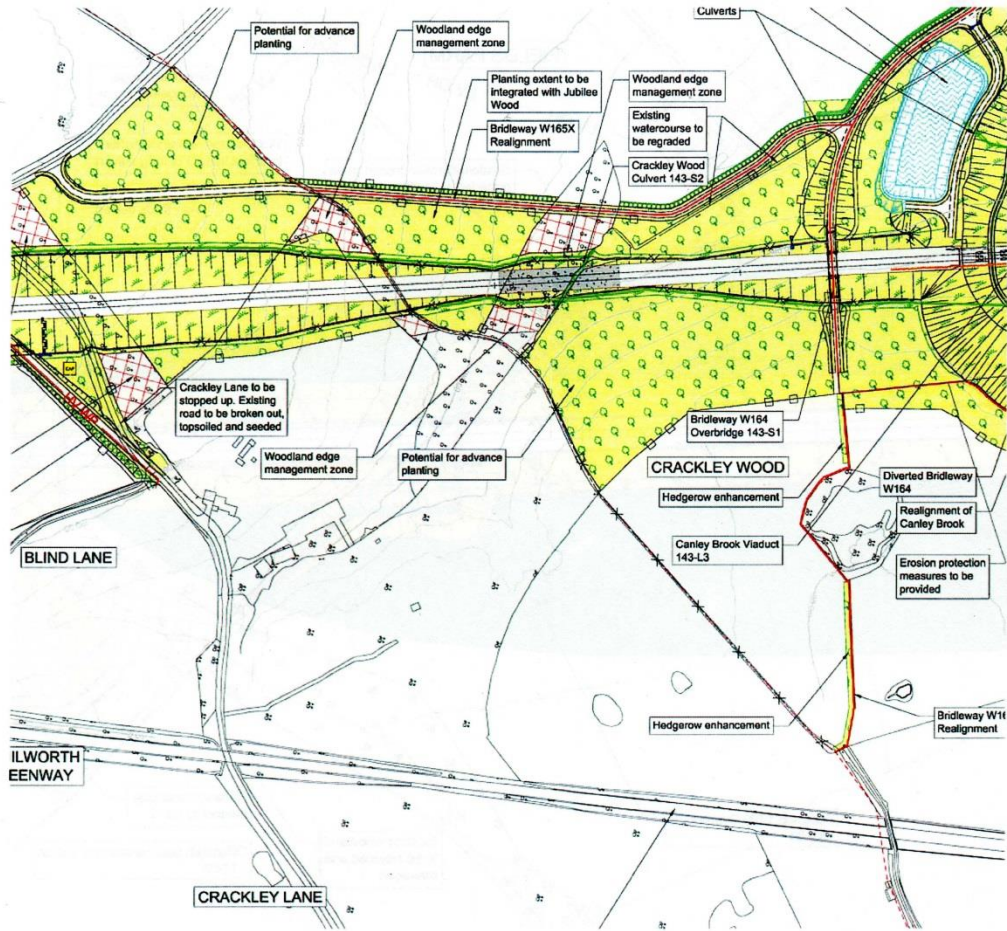 Culverts
Potential for advance
planting
Woodland edge
management zone
Planting extent to be
integrated with Jubilee
Wood
Woodland edge
management zone
Bridleway W165X
Realignment
Existing
watercourse to
be regraded
Crackley Wood
Culvert 143-S2
Crackley Lane to be
stopped up. Existing
road to be broken out,
topsoiled and seeded
Woodland edge
management zone
Potential for advance
planting
Bridleway W164
Overbridge 143-S1
CRACKLEY WOOD
Hedgerow enhancement
Diverted Bridleway
W164
Realignment of
Canley Brook
Canley Brook Viaduct
143-L3
Erosion protection
measures to be
provided
BLIND LANE
Hedgerow enhancement
Bridleway W16
Realignment
ILWORTH
EENWAY
CRACKLEY LANE